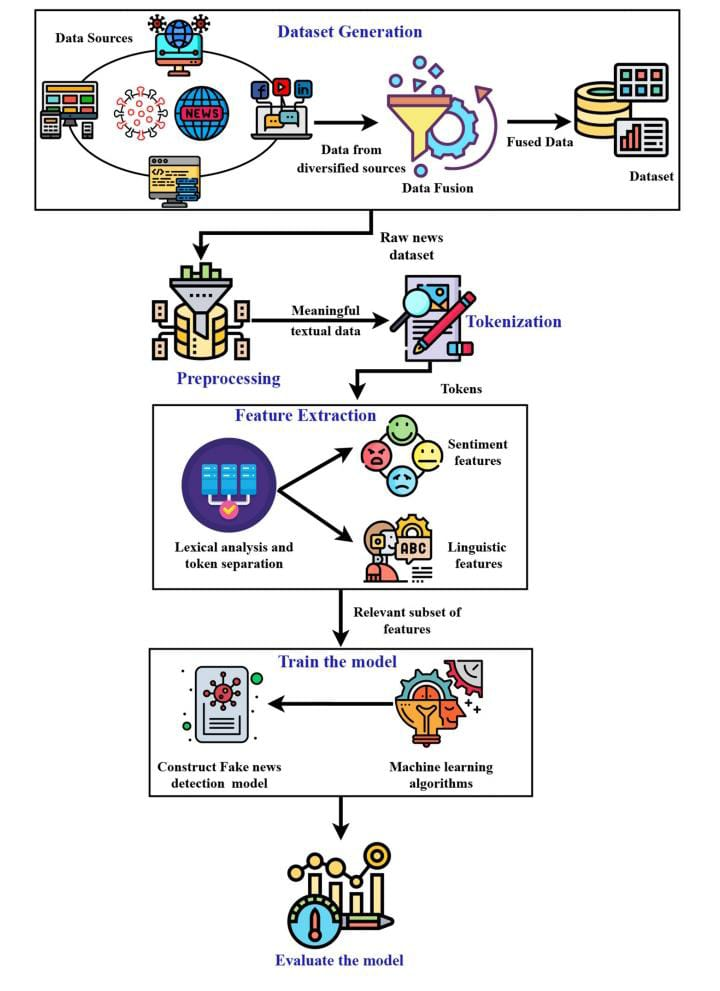 Dataset Generation
Data Sources
NEWS
f
in
</>
Data from
diversified sources
Data Fusion
Fused Data
Dataset
Raw news
dataset
Meaningful
textual data
Preprocessing
Tokenization
Tokens
Feature Extraction
Sentiment
features
Lexical analysis and
token separation
ABC
Linguistic
features
Relevant subset of
features
Train the model
Construct Fake news
detection model
Machine learning
algorithms
Evaluate the model